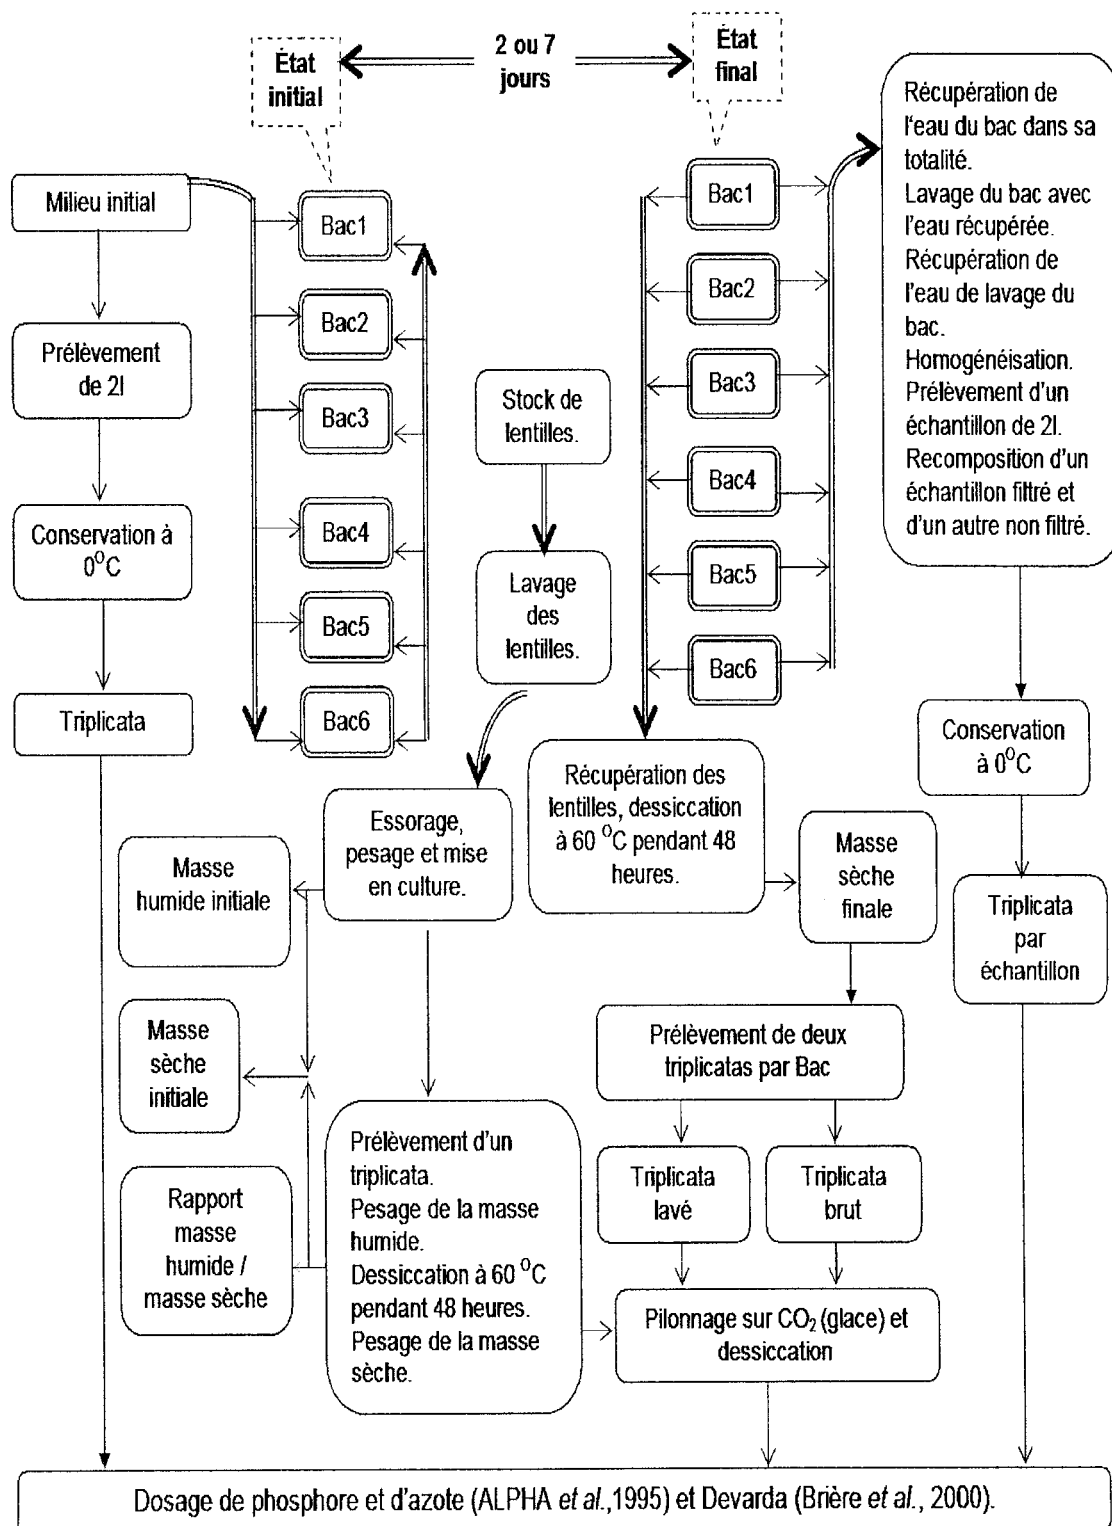 État
initial
2 ou 7
jours
État
final
Milieu initial
Prélèvement
de 2l
Conservation à
0°C
Triplicata
Bac1
Bac2
Bac3
Bac4
Bac5
Bac6
Stock de
lentilles.
Lavage
des
lentilles.
Essorage,
pesage et mise
en culture.
Masse
humide initiale
Masse
sèche
initiale
Rapport
masse
humide /
masse sèche
Prélèvement d'un
triplicata.
Pesage de la masse
humide.
Dessiccation à 60 °C
pendant 48 heures.
Pesage de la masse
sèche.
Bac1
Bac2
Bac3
Bac4
Bac5
Bac6
Récupération des
lentilles, dessiccation
à 60 °C pendant 48
heures.
Masse
sèche
finale
Prélèvement de deux
triplicatas par Bac
Triplicata
lavé
Triplicata
brut
Pilonnage sur CO₂ (glace) et
dessiccation
Récupération de
l'eau du bac dans sa
totalité.
Lavage du bac avec
l'eau récupérée.
Récupération de
l'eau de lavage du
bac.
Homogénéisation.
Prélèvement d'un
échantillon de 2l.
Recomposition d'un
échantillon filtré et
d'un autre non filtré.
Conservation
à 0°C
Triplicata
par
échantillon
Dosage de phosphore et d'azote (ALPHA et al.,1995) et Devarda (Brière et al., 2000).